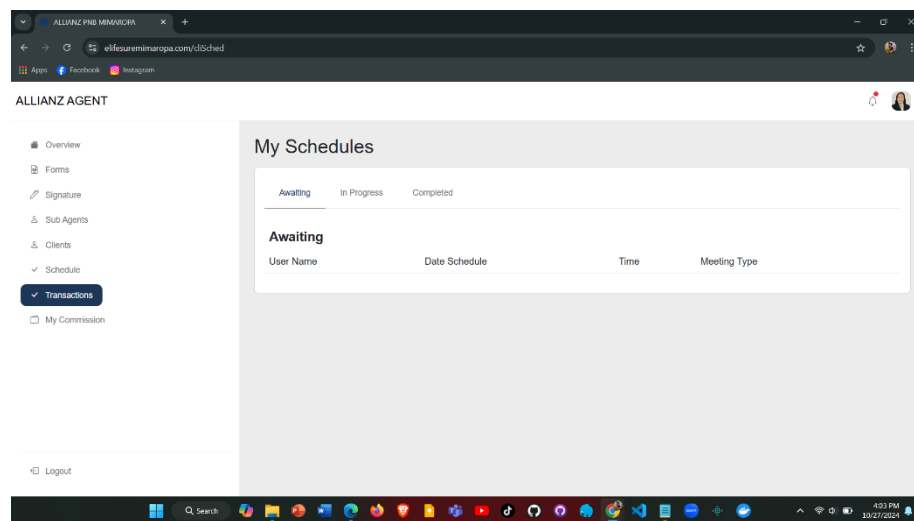 ALLIANZ PNB MIMAROPA
elifesuremimaropa.com/cliSched
Apps Facebook Instagram
ALLIANZ AGENT
Overview
Forms
Signature
Sub Agents
Clients
Schedule
Transactions
My Commission
Logout
My Schedules
Awaiting In Progress Completed
Awaiting
User Name Date Schedule Time Meeting Type
Search
4:03 PM
10/27/2024